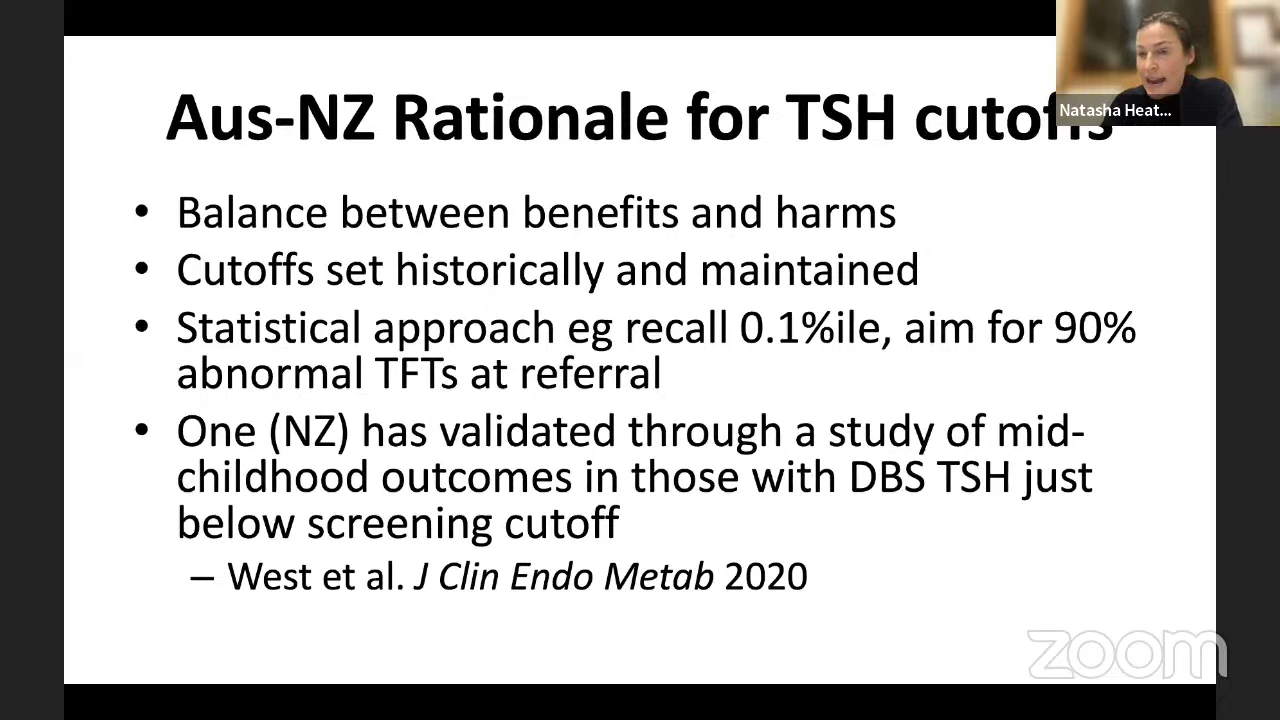 Aus-NZ Rationale for TSH cutoffs
Natasha Heat...
• Balance between benefits and harms
• Cutoffs set historically and maintained
• Statistical approach eg recall 0.1%ile, aim for 90%
abnormal TFTs at referral
• One (NZ) has validated through a study of mid-
childhood outcomes in those with DBS TSH just
below screening cutoff
– West et al. J Clin Endo Metab 2020
zoom